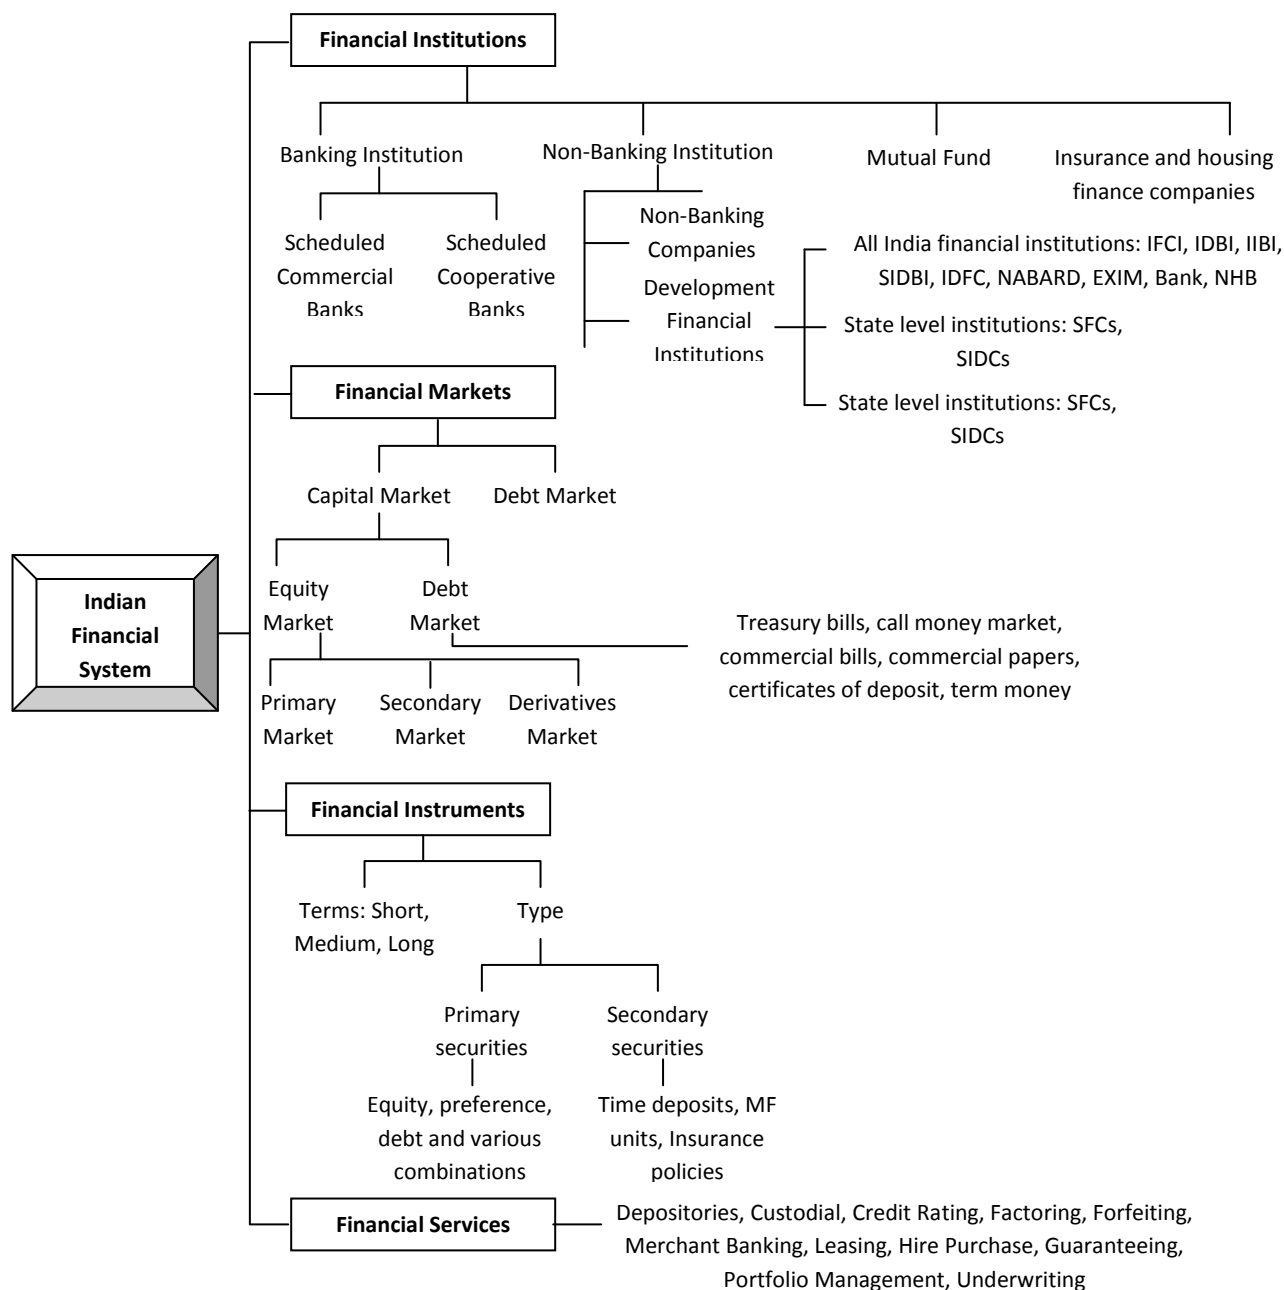 Financial Institutions
Banking Institution
Non-Banking Institution
Mutual Fund
Insurance and housing
finance companies
Scheduled
Commercial
Banks
Scheduled
Cooperative
Banks
Non-Banking
Companies
Development
Financial
Institutions
All India financial institutions: IFCI, IDBI, IIBI,
SIDBI, IDFC, NABARD, EXIM, Bank, NHB
State level institutions: SFCs,
SIDCs
State level institutions: SFCs,
SIDCs
Financial Markets
Capital Market
Debt Market
Equity
Market
Debt
Market
Treasury bills, call money market,
commercial bills, commercial papers,
certificates of deposit, term money
Primary
Market
Secondary
Market
Derivatives
Market
Indian
Financial
System
Financial Instruments
Terms: Short,
Medium, Long
Type
Primary
securities
Secondary
securities
Equity, preference,
debt and various
combinations
Time deposits, MF
units, Insurance
policies
Financial Services
Depositories, Custodial, Credit Rating, Factoring, Forfeiting,
Merchant Banking, Leasing, Hire Purchase, Guaranteeing,
Portfolio Management, Underwriting